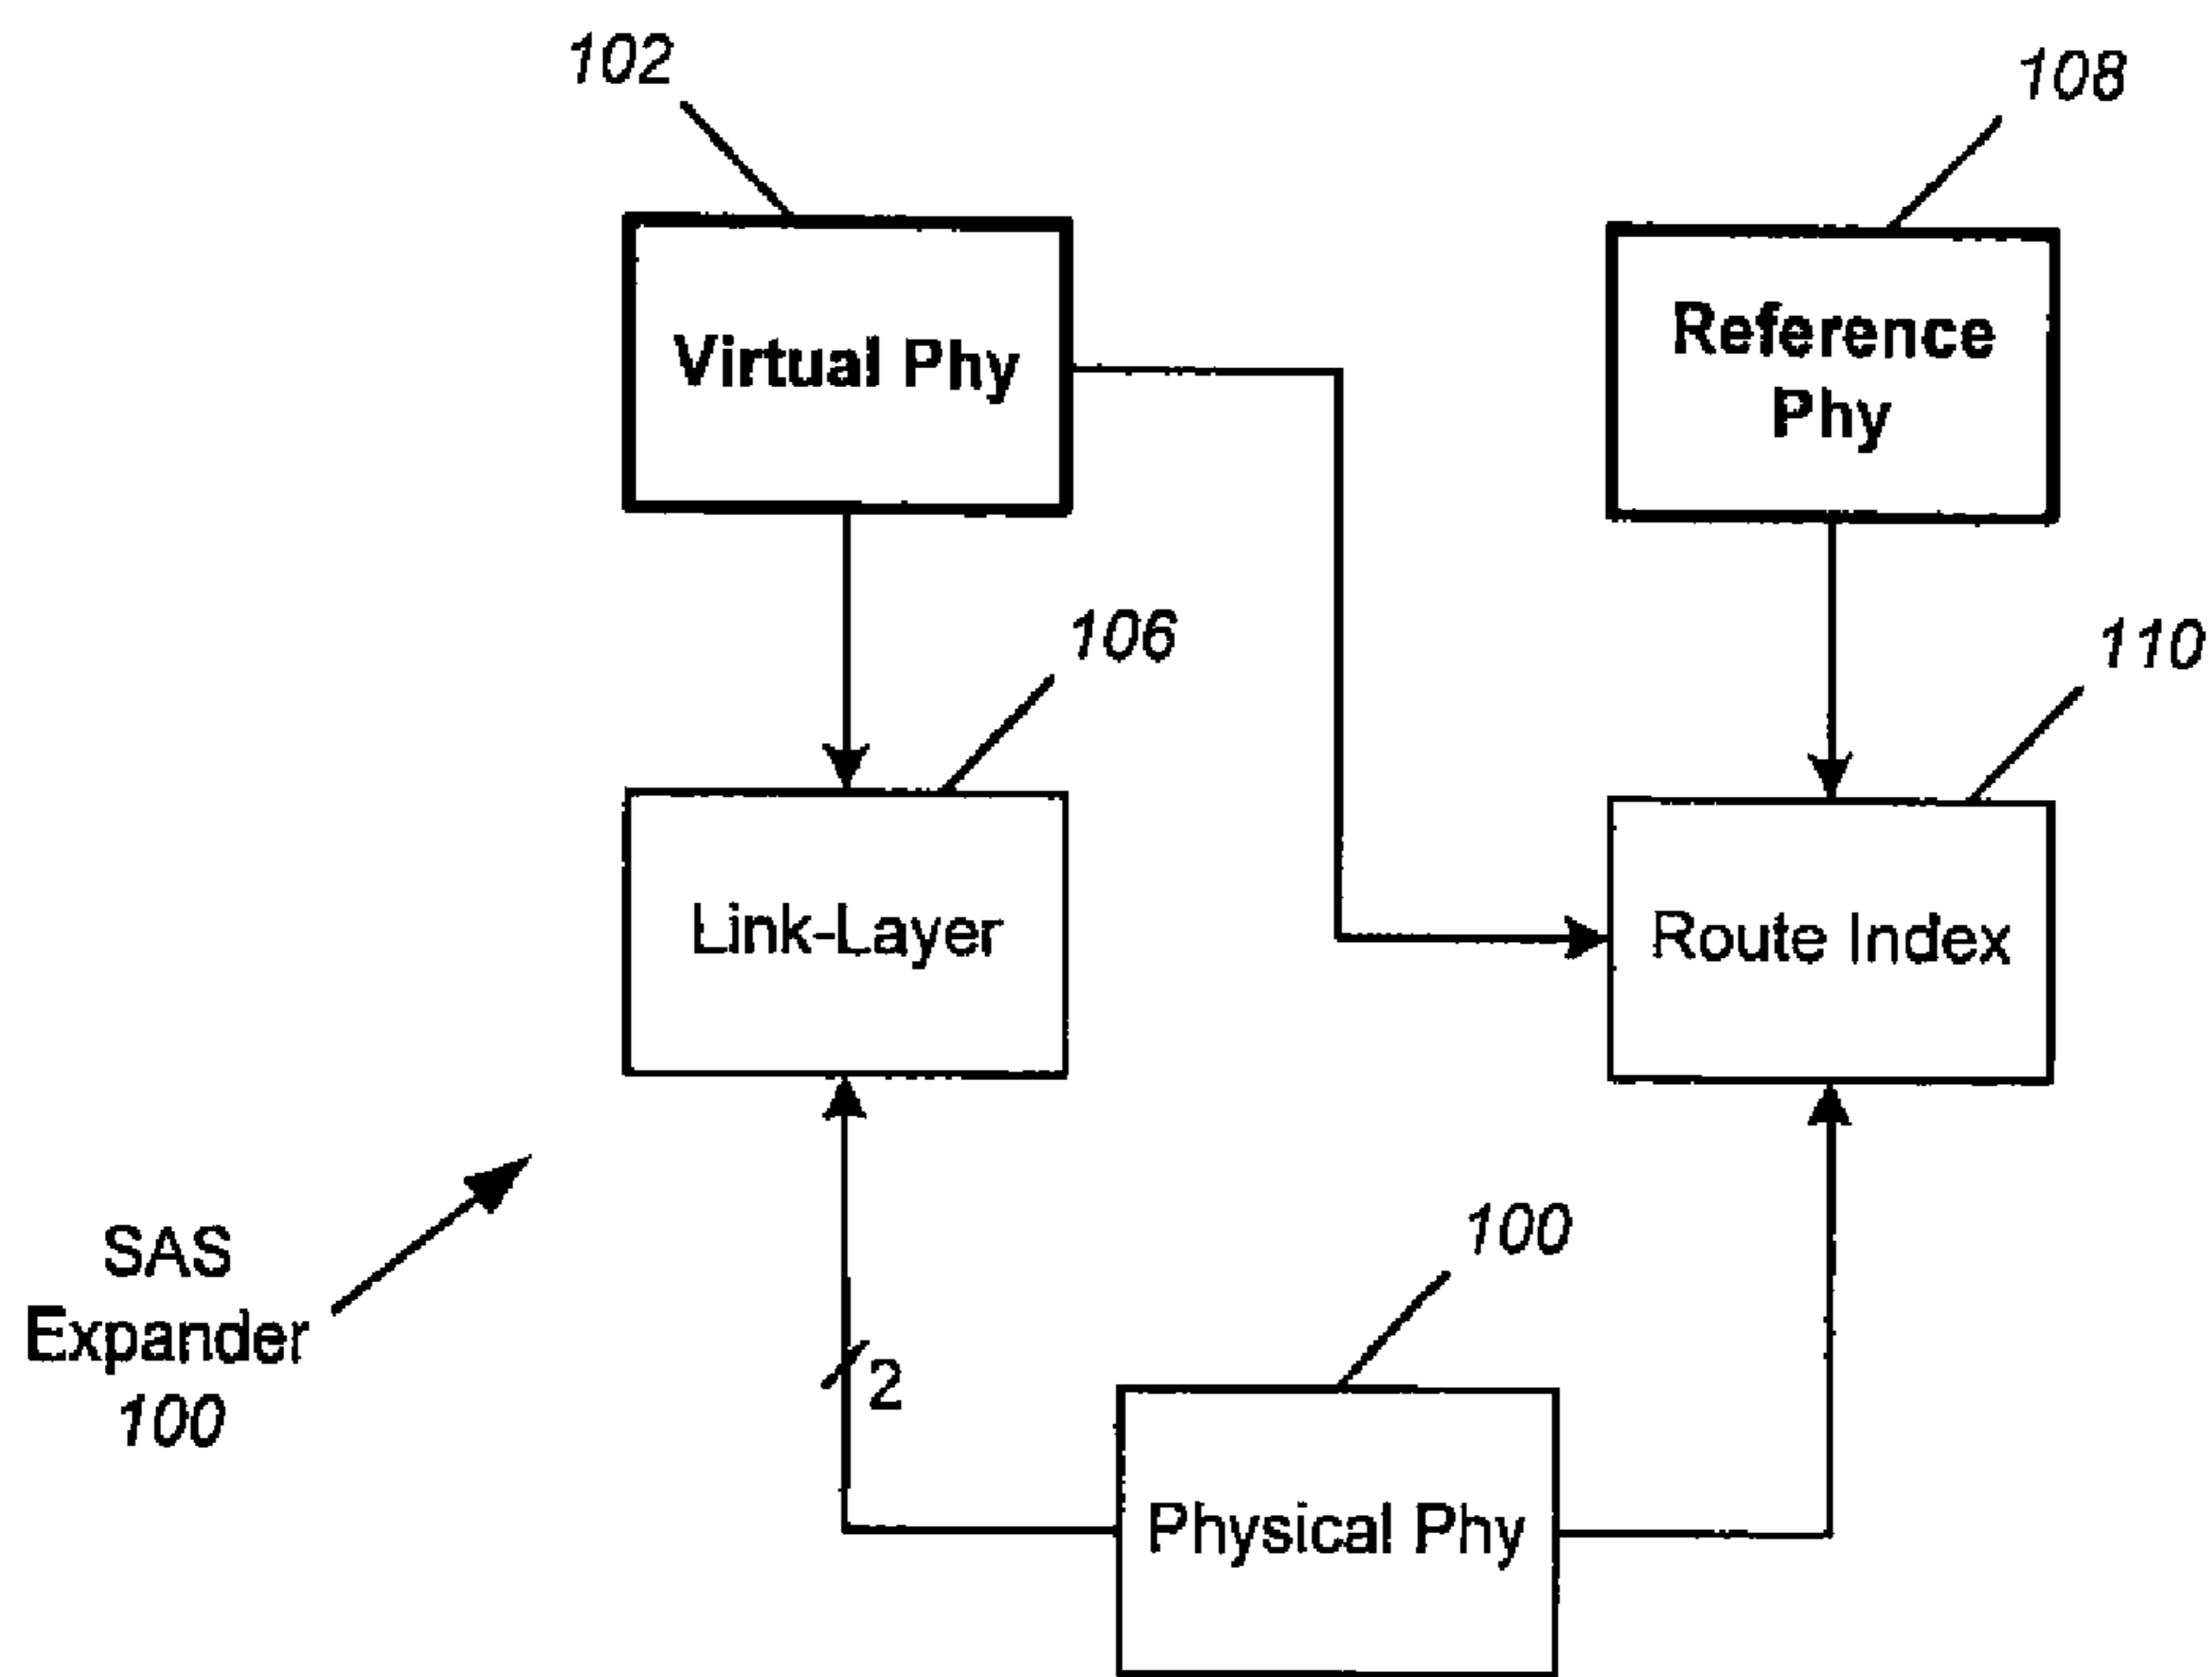 102
108
Virtual Phy
Reference
Phy
106
110
Link-Layer
Route Index
100
SAS
Expander
100
2
Physical Phy